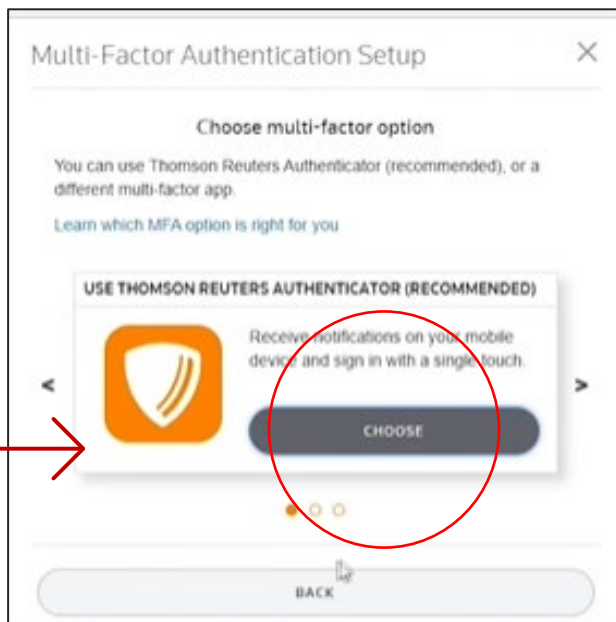 Multi-Factor Authentication Setup
Choose multi-factor option
You can use Thomson Reuters Authenticator (recommended), or a
different multi-factor app.
Learn which MFA option is right for you
USE THOMSON REUTERS AUTHENTICATOR (RECOMMENDED)
Receive notifications on your mobile
device and sign in with a single touch.
CHOOSE
BACK